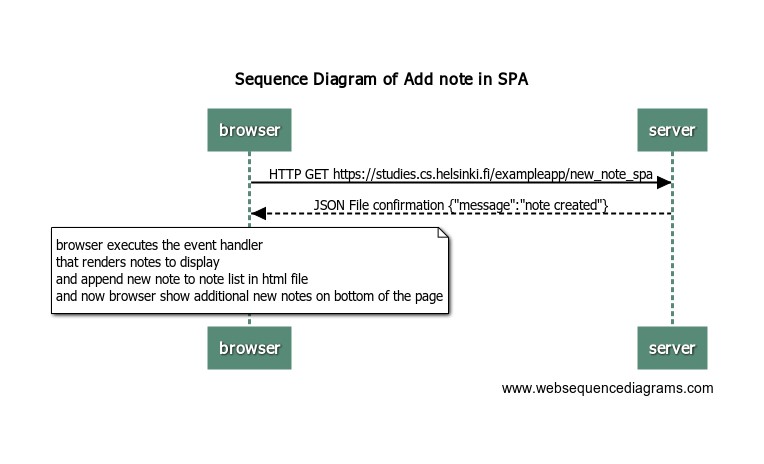 Sequence Diagram of Add note in SPA
browser
server
HTTP GET https://studies.cs.helsinki.fi/exampleapp/new_note_spa
JSON File confirmation {"message":"note created"}
browser executes the event handler
that renders notes to display
and append new note to note list in html file
and now browser show additional new notes on bottom of the page
browser
server
www.websequencediagrams.com